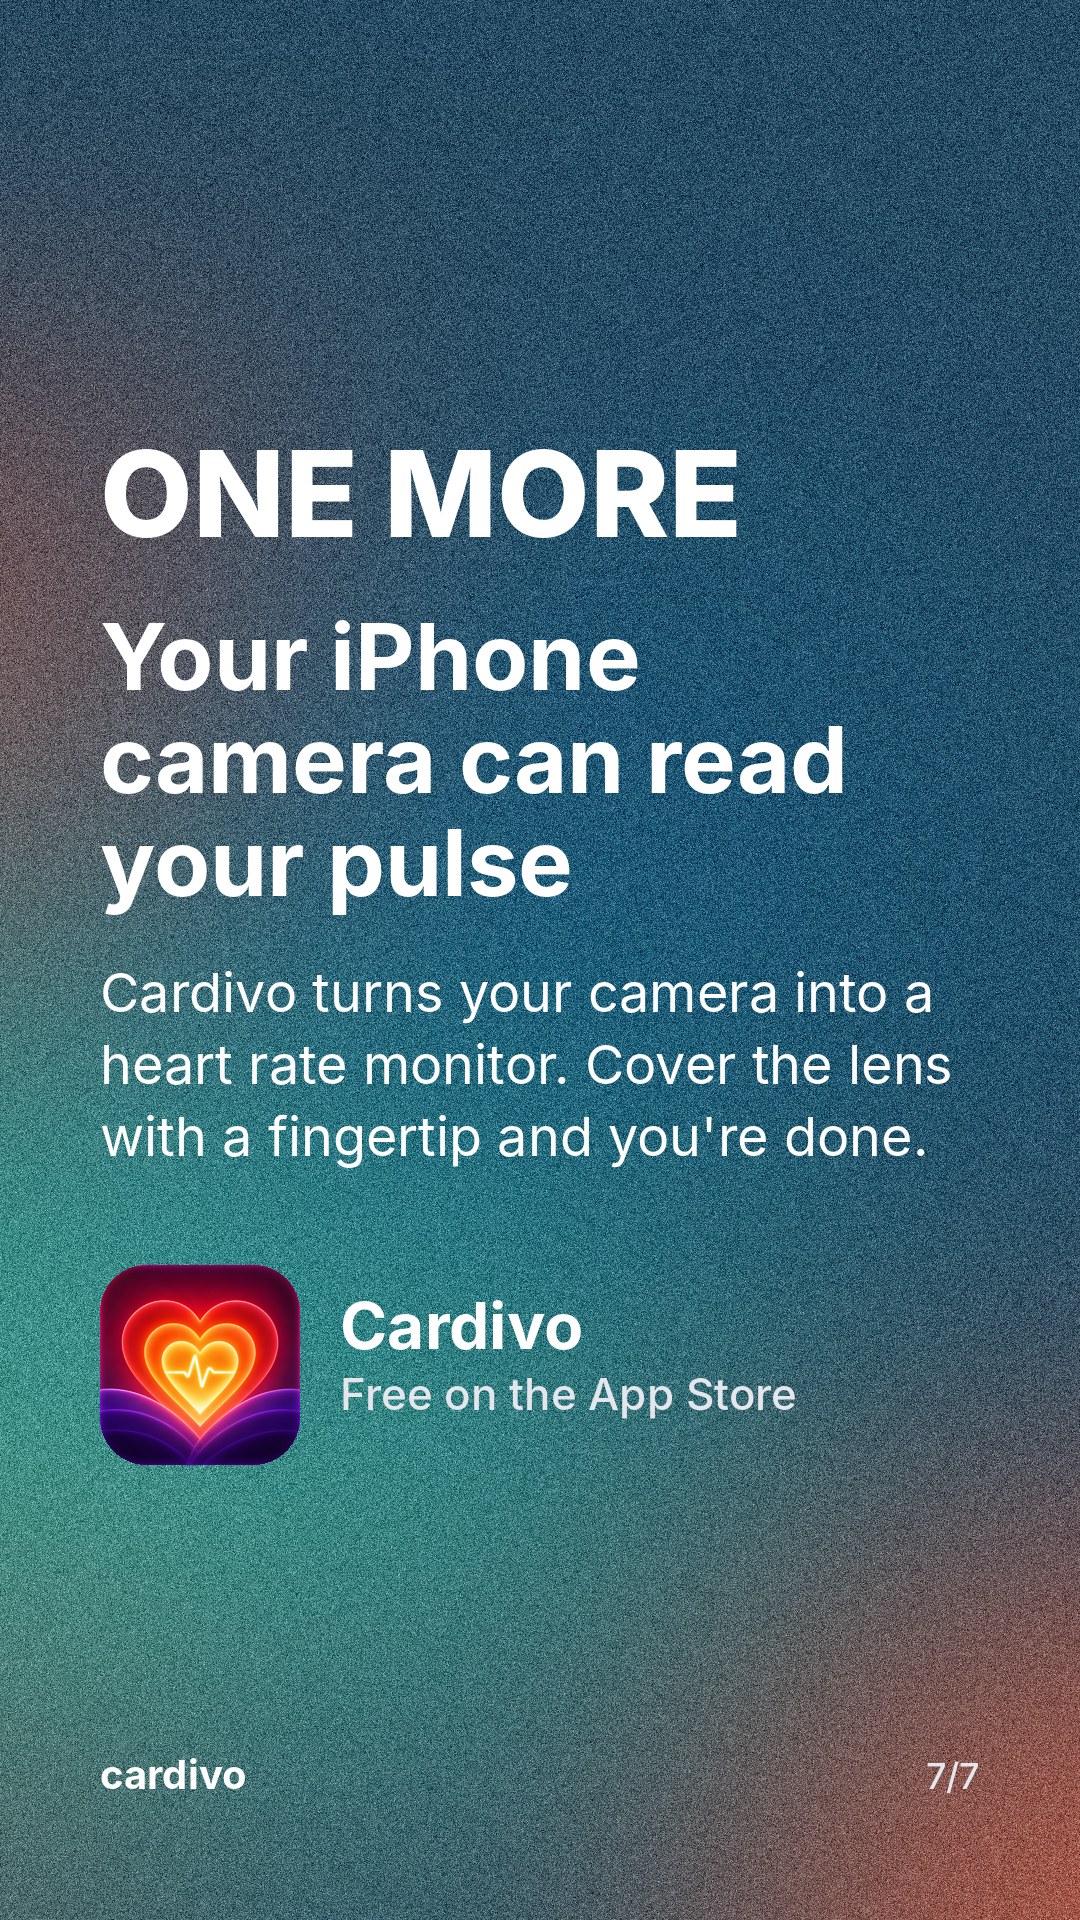 ONE MORE
Your iPhone
camera can read
your pulse
Cardivo turns your camera into a
heart rate monitor. Cover the lens
with a fingertip and you're done.
Cardivo
Free on the App Store
cardivo
7/7